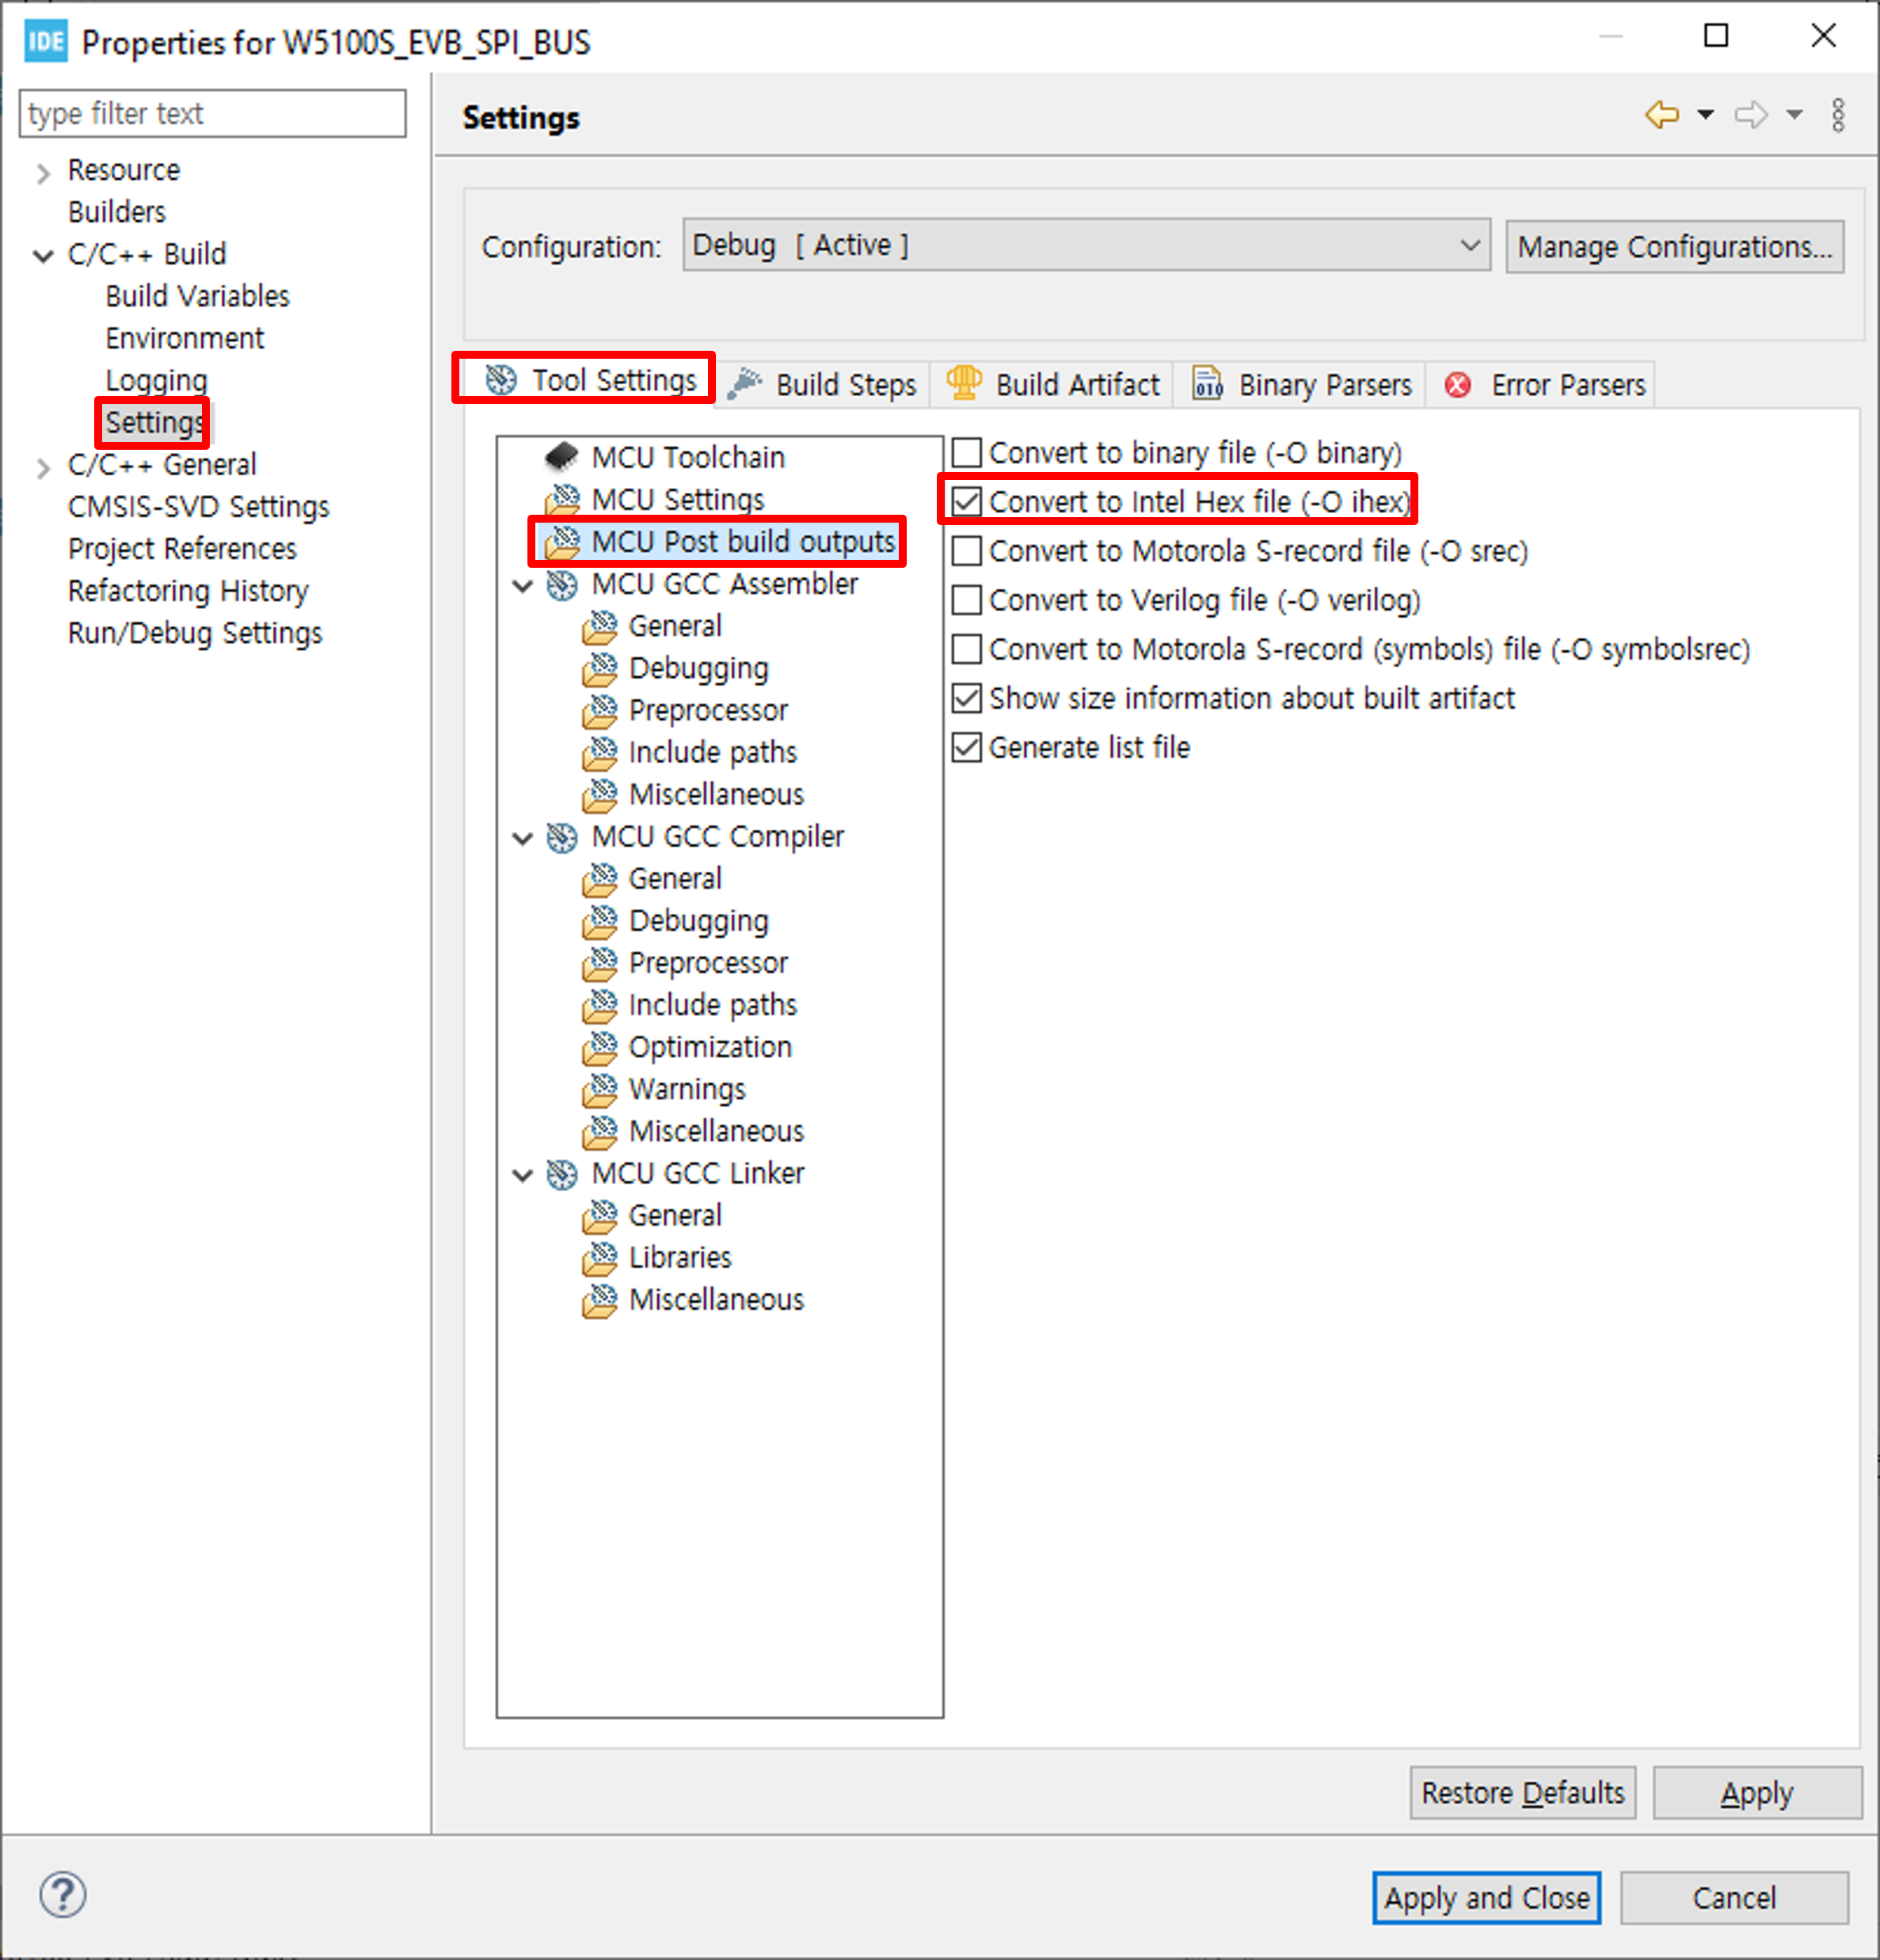 IDE Properties for W5100S_EVB_SPI_BUS
type filter text
Resource
Builders
C/C++ Build
Build Variables
Environment
Logging
Settings
C/C++ General
CMSIS-SVD Settings
Project References
Refactoring History
Run/Debug Settings
Settings
Configuration: Debug [ Active ] Manage Configurations...
Tool Settings Build Steps Build Artifact Binary Parsers Error Parsers
MCU Toolchain
MCU Settings
MCU Post build outputs
MCU GCC Assembler
General
Debugging
Preprocessor
Include paths
Miscellaneous
MCU GCC Compiler
General
Debugging
Preprocessor
Include paths
Optimization
Warnings
Miscellaneous
MCU GCC Linker
General
Libraries
Miscellaneous
Convert to binary file (-O binary)
Convert to Intel Hex file (-O ihex)
Convert to Motorola S-record file (-O srec)
Convert to Verilog file (-O verilog)
Convert to Motorola S-record (symbols) file (-O symbolsrec)
Show size information about built artifact
Generate list file
Restore Defaults Apply
? Apply and Close Cancel